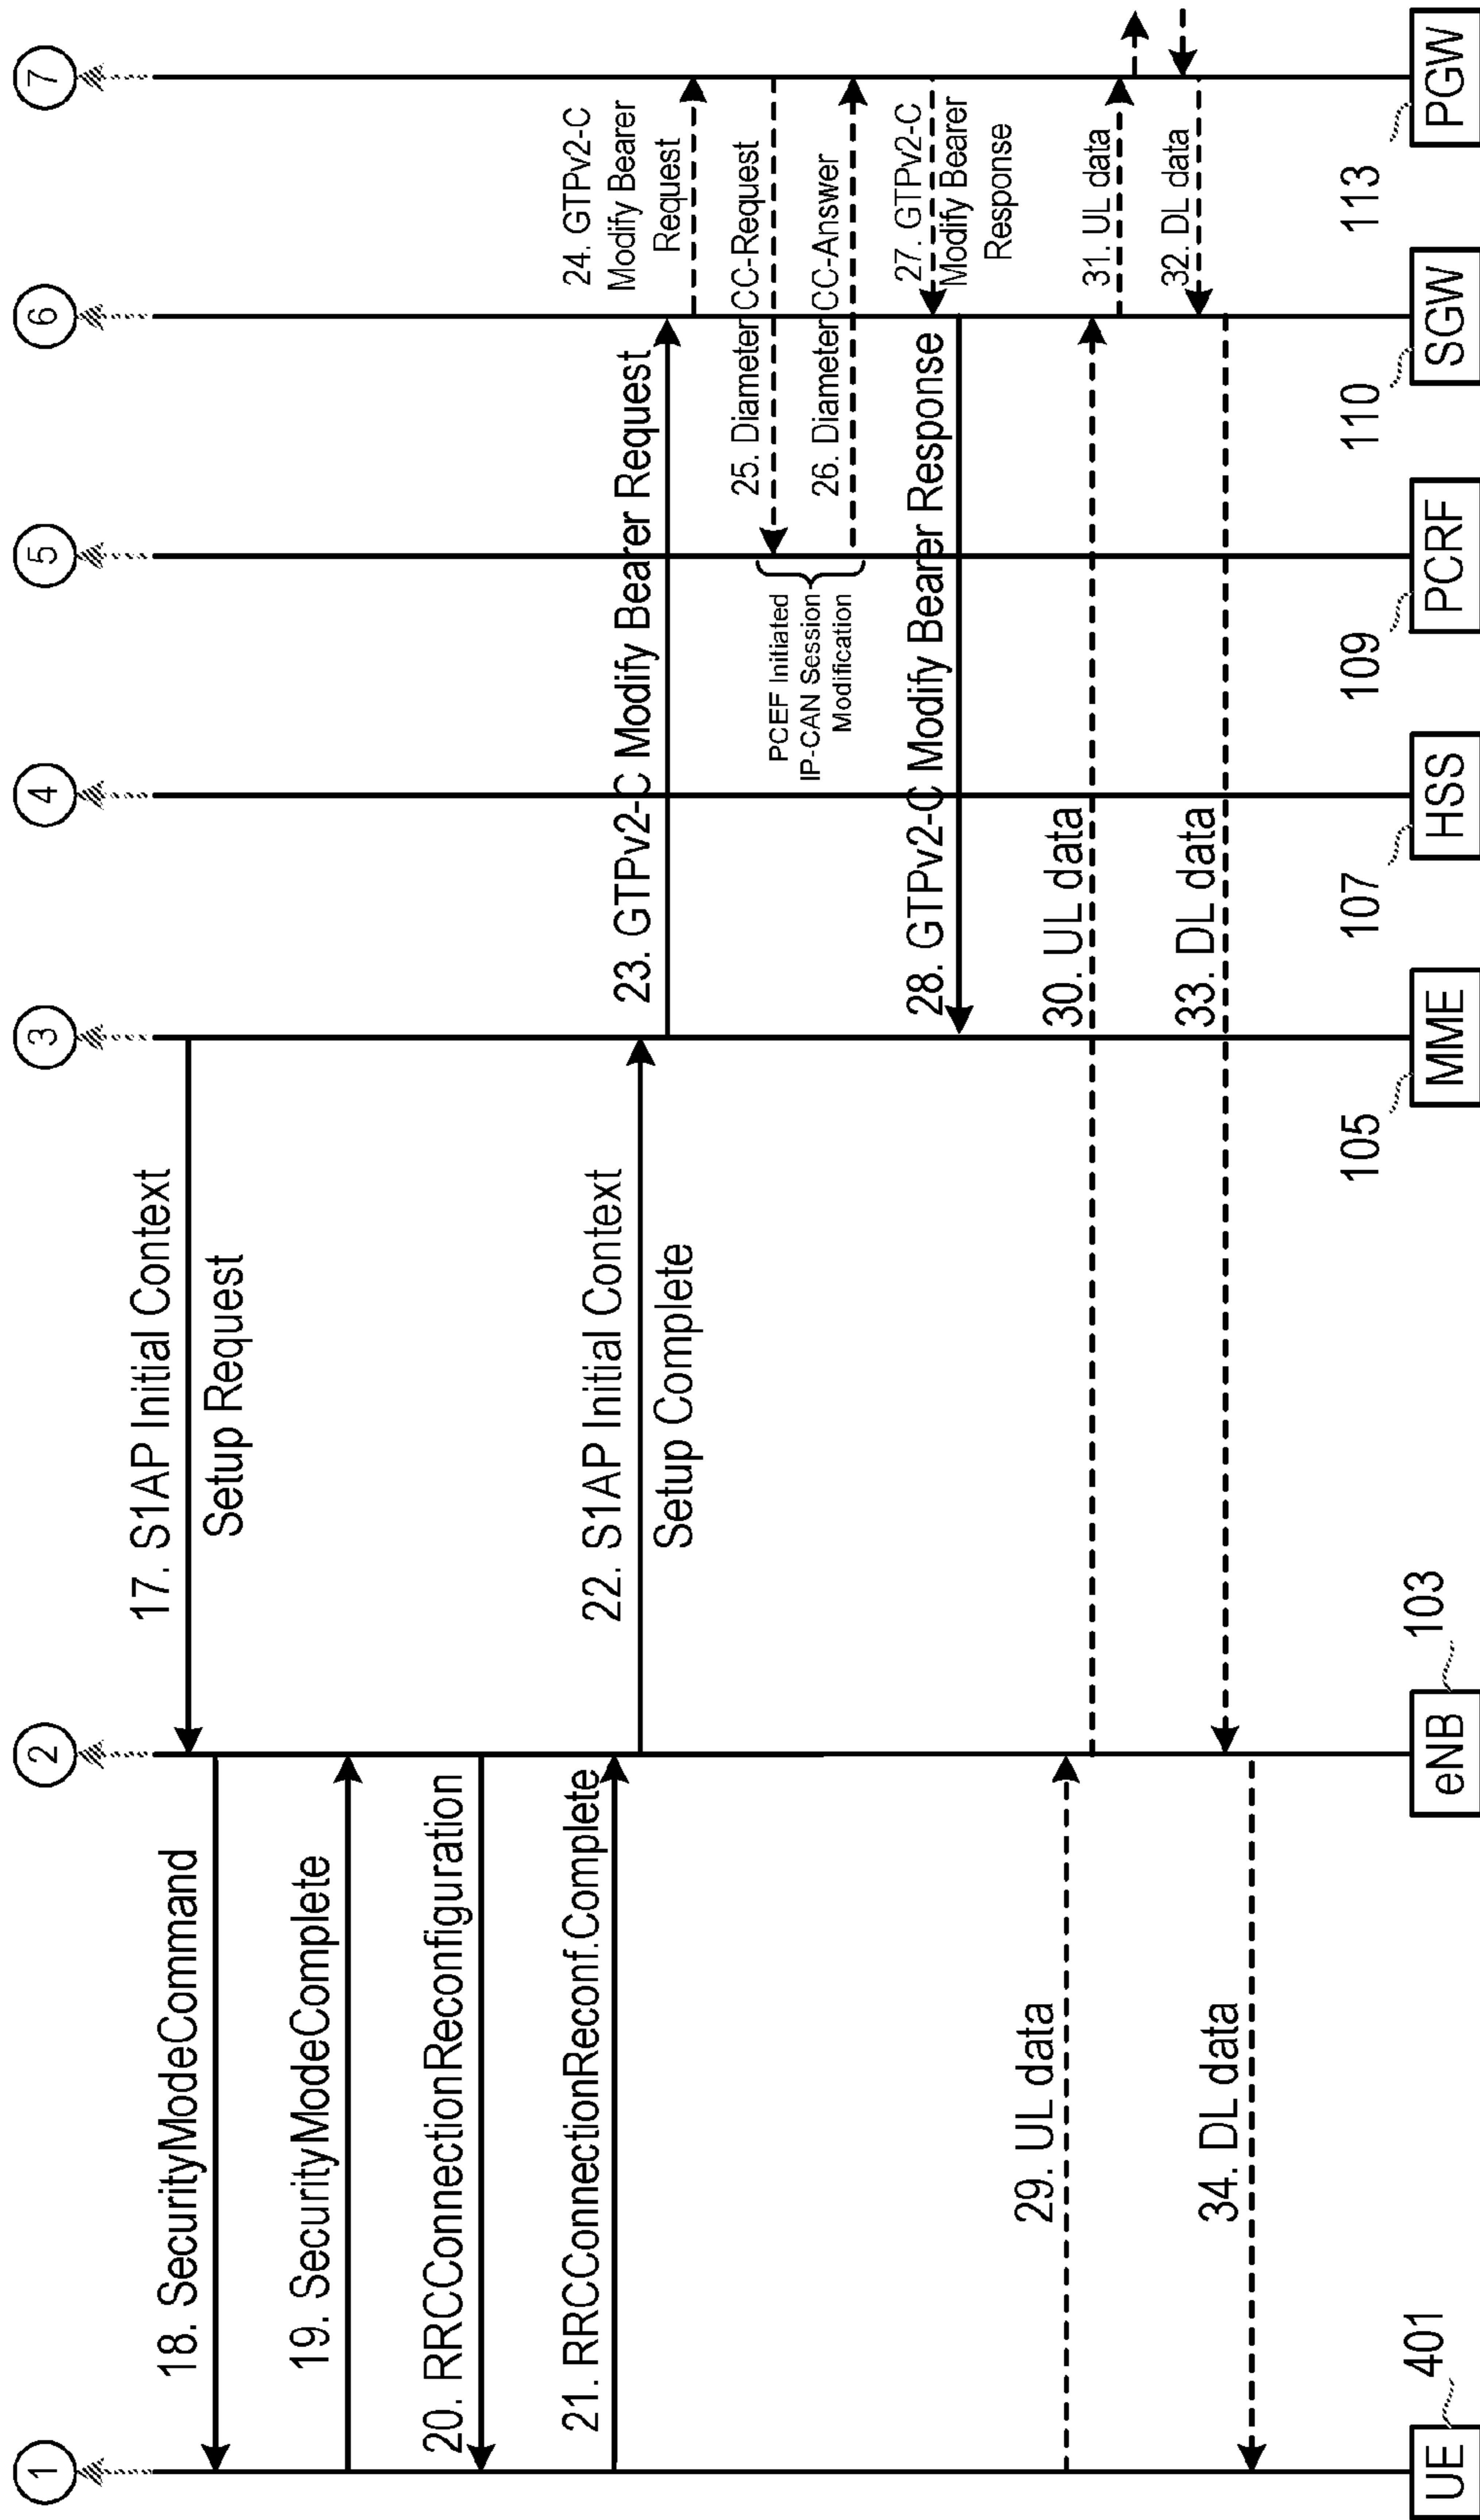 1
2
3
4
5
6
7
17. S1AP Initial Context
Setup Request
18. SecurityModeCommand
19. SecurityModeComplete
20. RRCConnectionReconfiguration
21. RRCConnectionReconf.Complete
22. S1AP Initial Context
Setup Complete
23. GTPv2-C Modify Bearer Request
24. GTPv2-C
Modify Bearer
Request
25. Diameter CC-Request
26. Diameter CC-Answer
PCEF Initiated
IP-CAN Session
Modification
27. GTPv2-C
Modify Bearer
Response
28. GTPv2-C Modify Bearer Response
29. UL data
30. UL data
31. UL data
32. DL data
33. DL data
34. DL data
401
103
105
107
109
110
113
UE
eNB
MME
HSS
PCRF
SGW
PGW